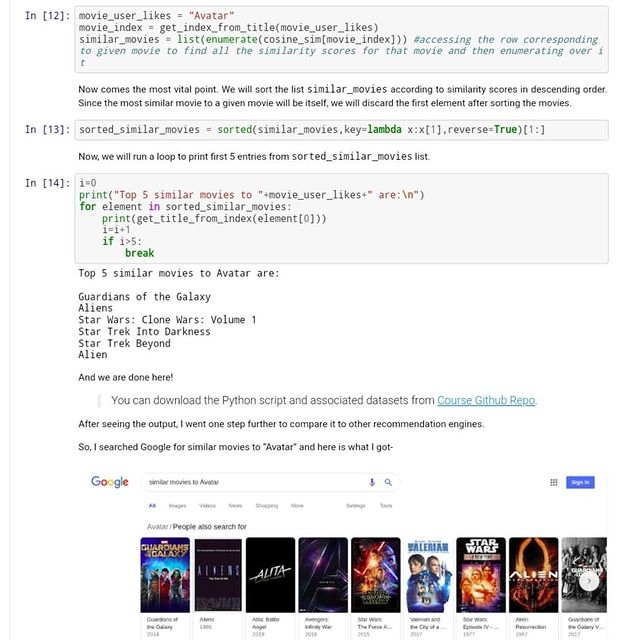 In [12]: movie_user_likes = "Avatar"
movie_index = get_index_from_title(movie_user_likes)
similar_movies = list(enumerate(cosine_sim[movie_index])) #accessing the row corresponding
to given movie to find all the similarity scores for that movie and then enumerating over i
t
Now comes the most vital point. We will sort the list similar_movies according to similarity scores in descending order.
Since the most similar movie to a given movie will be itself, we will discard the first element after sorting the movies.
In [13]: sorted_similar_movies = sorted(similar_movies,key=lambda x:x[1],reverse=True)[1:]
Now, we will run a loop to print first 5 entries from sorted_similar_movies list.
In [14]: i=0
print("Top 5 similar movies to "+movie_user_likes+" are:\n")
for element in sorted_similar_movies:
    print(get_title_from_index(element[0]))
    i=i+1
    if i>5:
        break
Top 5 similar movies to Avatar are:
Guardians of the Galaxy
Aliens
Star Wars: Clone Wars: Volume 1
Star Trek Into Darkness
Star Trek Beyond
Alien
And we are done here!
You can download the Python script and associated datasets from Course Github Repo.
After seeing the output, I went one step further to compare it to other recommendation engines.
So, I searched Google for similar movies to "Avatar" and here is what I got-
Google similar movies to Avatar Sign in
All Images Videos News Shopping More Settings Tools
Avatar / People also search for
GUARDIANS GALAXY ALIENS ALITA VALERIAN STAR WARS ALIEN GUARDIANS
Guardians of the Galaxy 2014
Aliens
Alita: Battle Angel 2019
Avengers: Infinity War 2018
Star Wars: The Force A... 2015
Valerian and the City of a... 2017
Star Wars: Episode IV - ... 1977
Alien: Resurrection 1997
Guardians of the Galaxy V... 2017